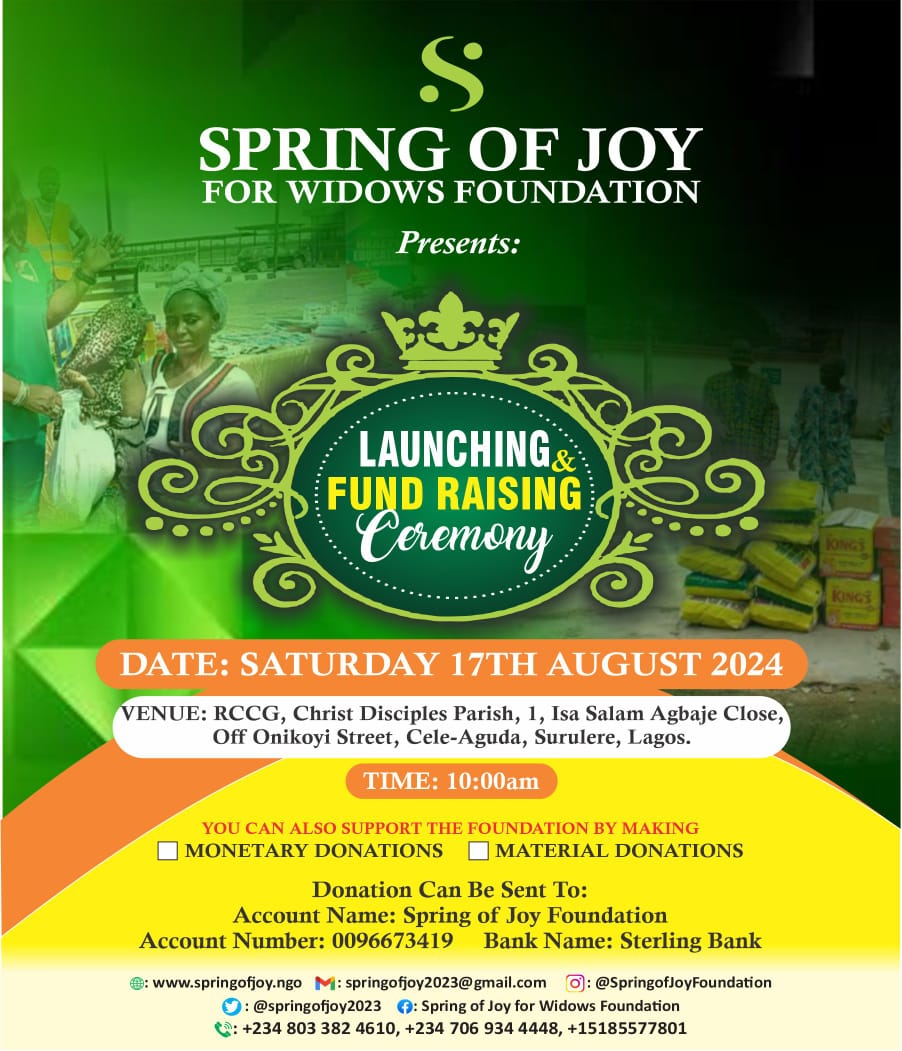 SPRING OF JOY
FOR WIDOWS FOUNDATION
Presents:
LAUNCHING &
FUND RAISING
Ceremony
KING'S
KING'S
DATE: SATURDAY 17TH AUGUST 2024
VENUE: RCCG, Christ Disciples Parish, 1, Isa Salam Agbaje Close,
Off Onikoyi Street, Cele-Aguda, Surulere, Lagos.
TIME: 10:00am
YOU CAN ALSO SUPPORT THE FOUNDATION BY MAKING
MONETARY DONATIONS MATERIAL DONATIONS
Donation Can Be Sent To:
Account Name: Spring of Joy Foundation
Account Number: 0096673419 Bank Name: Sterling Bank
: www.springofjoy.ngo : springofjoy2023@gmail.com : @SpringofJoyFoundation
: @springofjoy2023 : Spring of Joy for Widows Foundation
: +234 803 382 4610, +234 706 934 4448, +15185577801